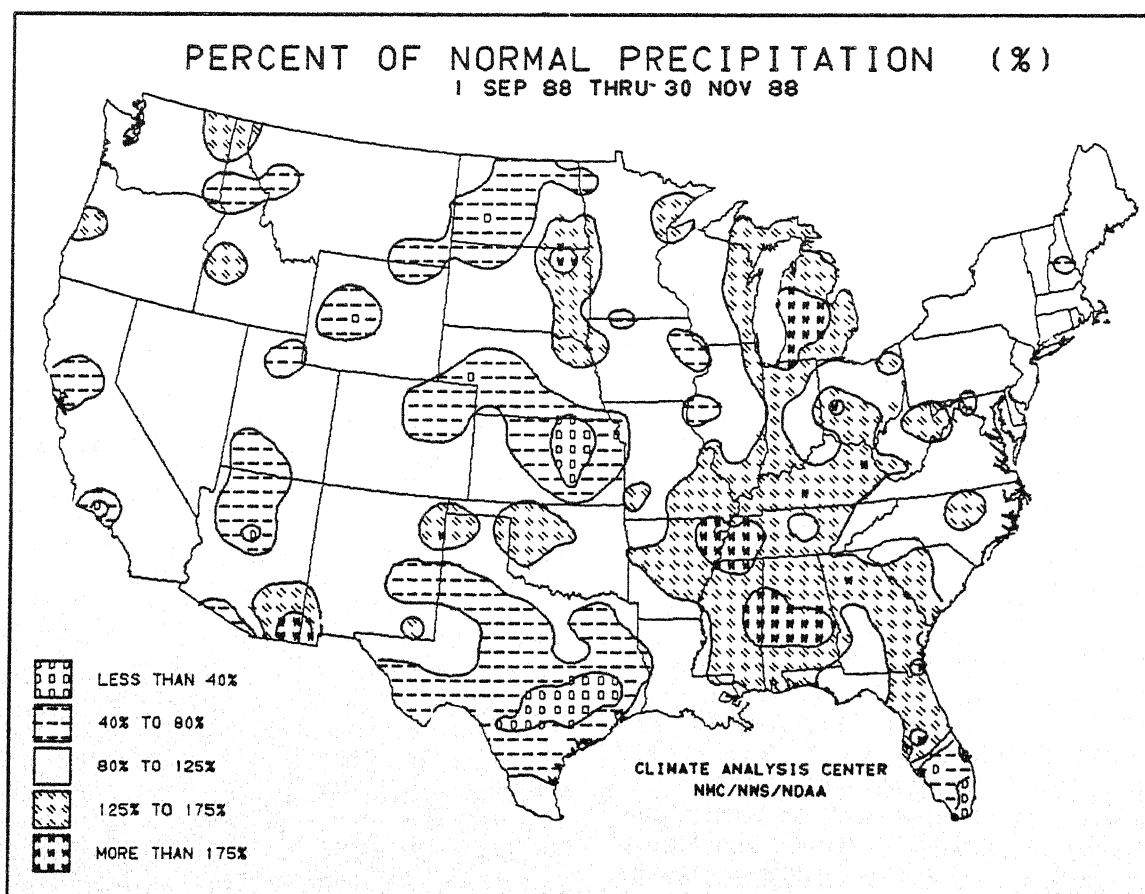 PERCENT OF NORMAL PRECIPITATION (%)
1 SEP 88 THRU 30 NOV 88
LESS THAN 40%
40% TO 80%
80% TO 125%
125% TO 175%
MORE THAN 175%
CLIMATE ANALYSIS CENTER
NMC/NWS/NOAA